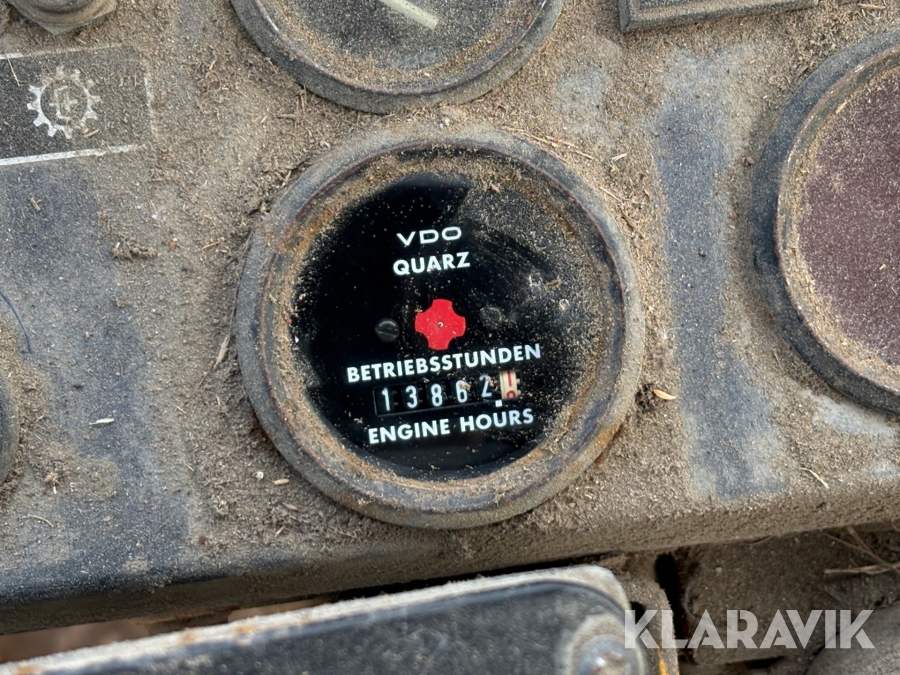 VDO
QUARZ
BETRIEBSSTUNDEN
13862.
ENGINE HOURS
KLARAVIK